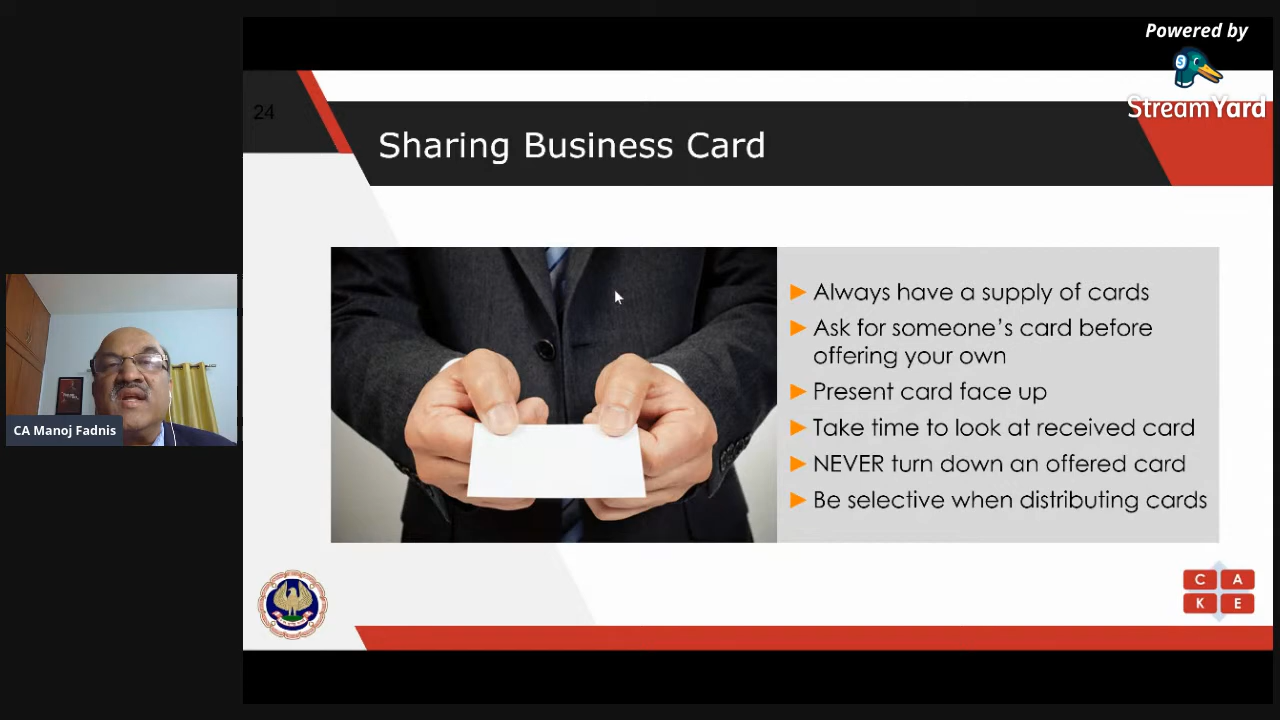 Powered by
StreamYard
24
Sharing Business Card
Always have a supply of cards
Ask for someone's card before
offering your own
Present card face up
Take time to look at received card
NEVER turn down an offered card
Be selective when distributing cards
CA Manoj Fadnis
C A
K E